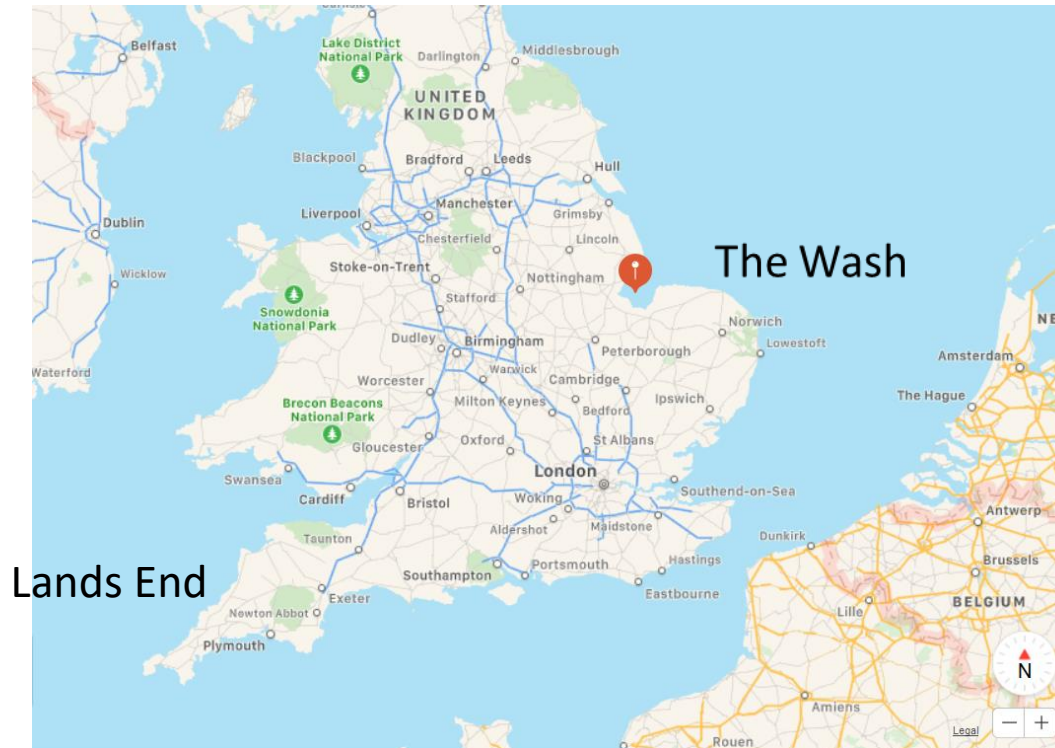 Carlisle
Belfast
Lake District
National Park
Darlington
Middlesbrough
UNITED
KINGDOM
Blackpool
Bradford
Leeds
Hull
Manchester
Liverpool
Grimsby
Dublin
Chesterfield
Lincoln
The Wash
Wicklow
Stoke-on-Trent
Nottingham
Stafford
Snowdonia
National Park
Norwich
NE
Dudley
Birmingham
Peterborough
Lowestoft
Amsterdam
Waterford
Warwick
Worcester
Cambridge
The Hague
Brecon Beacons
National Park
Milton Keynes
Bedford
Ipswich
Gloucester
Oxford
St Albans
Swansea
London
Cardiff
Bristol
Woking
Southend-on-Sea
Aldershot
Maidstone
Antwerp
Taunton
Dunkirk
Hastings
Brussels
Lands End
Southampton
Portsmouth
Exeter
Eastbourne
BELGIUM
Newton Abbot
Lille
Plymouth
N
Amiens
Legal
Rouen